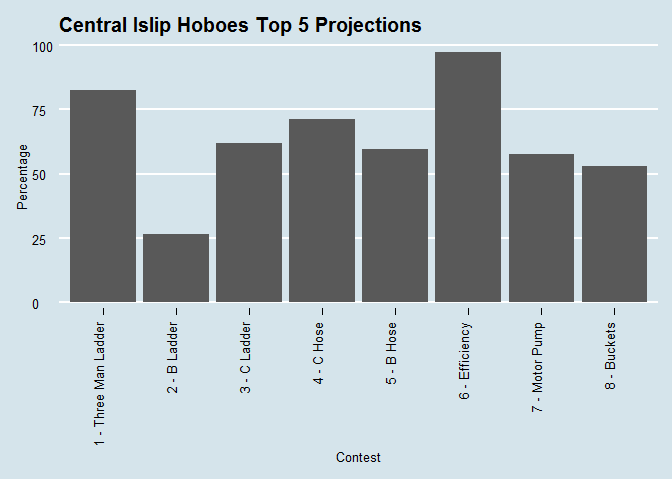 Central Islip Hoboes Top 5 Projections
100
75
50
25
0
Percentage
1 - Three Man Ladder
2 - B Ladder
3 - C Ladder
4 - C Hose
5 - B Hose
6 - Efficiency
7 - Motor Pump
8 - Buckets
Contest